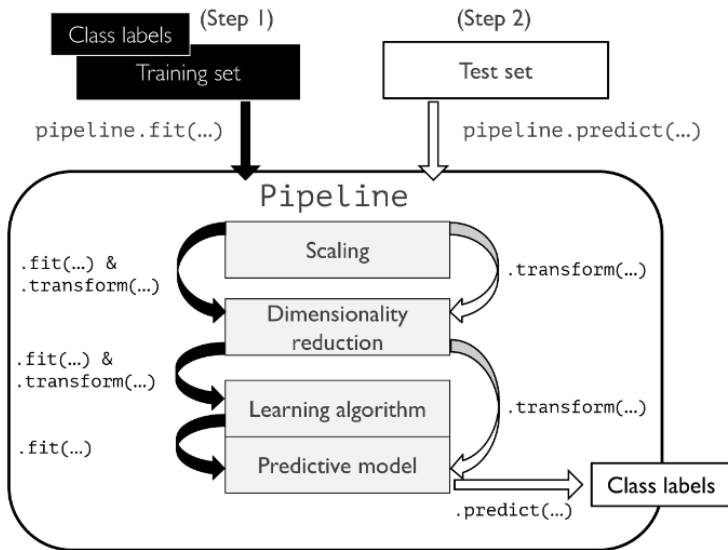 (Step 1)
Class labels
Training set
(Step 2)
Test set
pipeline.fit(…)
pipeline.predict(…)
Pipeline
Scaling
.fit(…) &
.transform(…)
.transform(…)
Dimensionality
reduction
.fit(…) &
.transform(…)
Learning algorithm
.transform(…)
.fit(…)
Predictive model
.predict(…)
Class labels